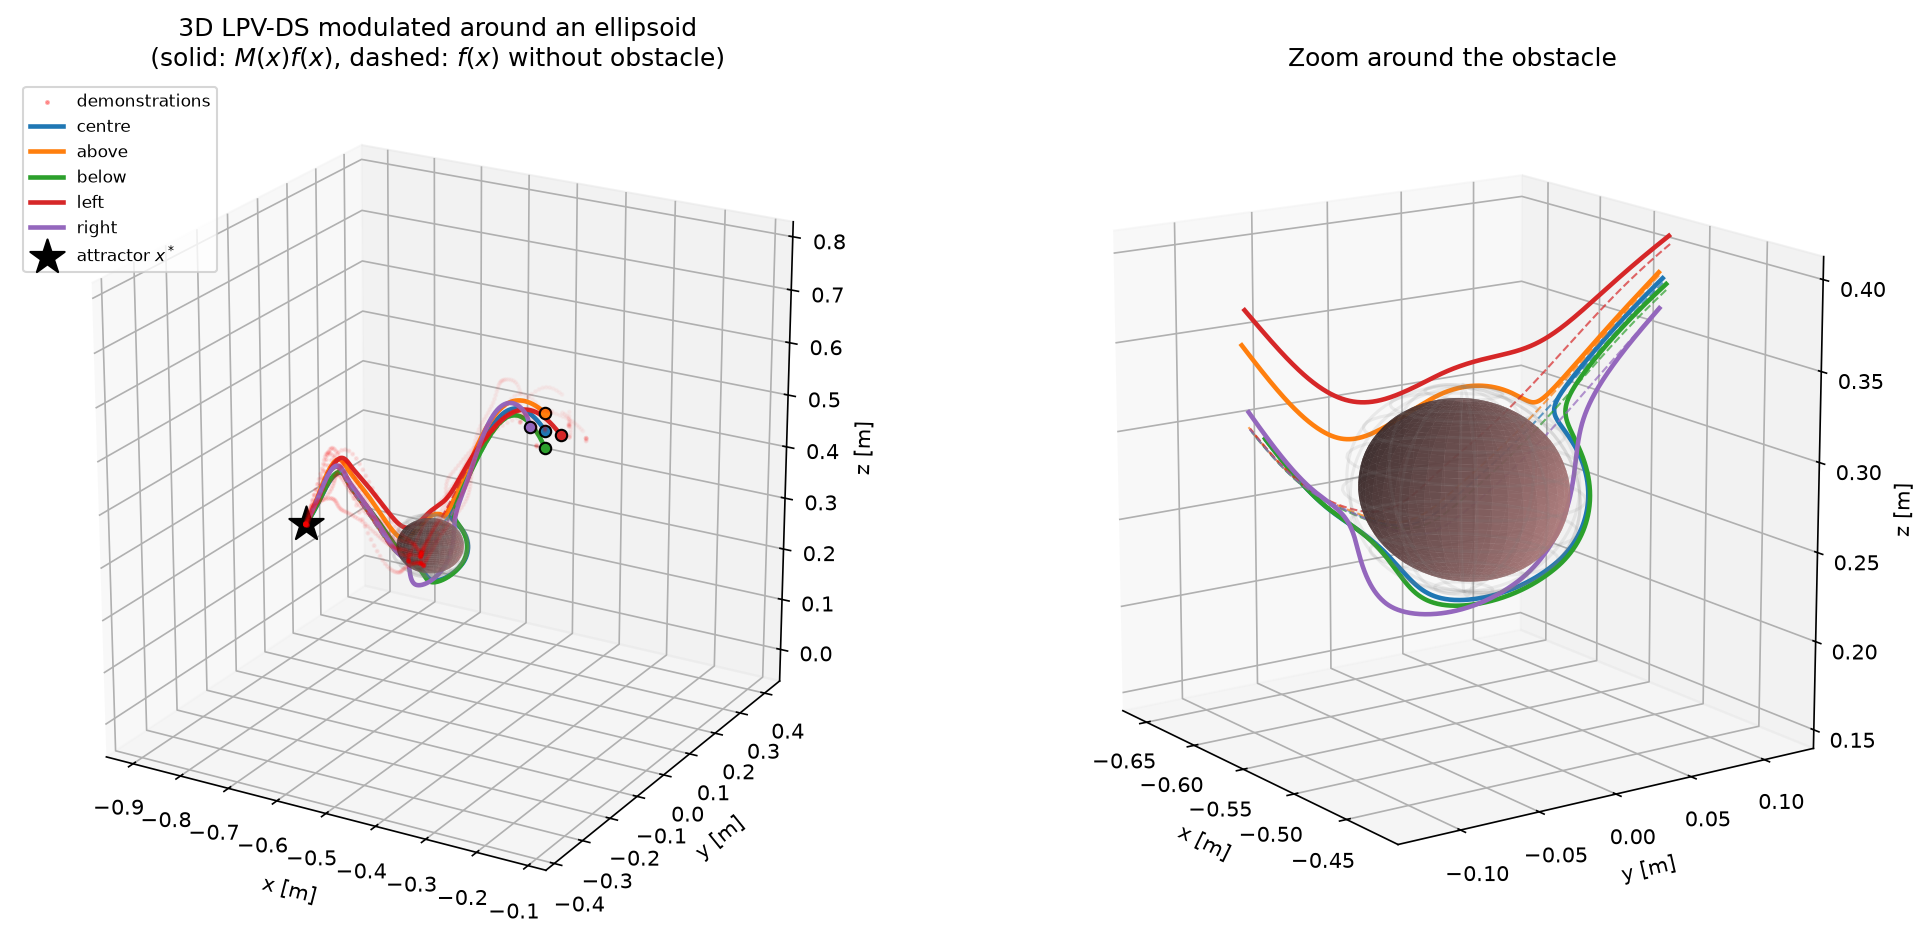 3D LPV-DS modulated around an ellipsoid
(solid: M(x)f(x), dashed: f(x) without obstacle)
demonstrations
centre
above
below
left
right
attractor x*
0.8
0.7
0.6
0.5
0.4
0.3
0.2
0.1
0.0
z [m]
−0.9
−0.8
−0.7
−0.6
−0.5
−0.4
−0.3
−0.2
−0.1
x [m]
0.4
0.3
0.2
0.1
0.0
−0.1
−0.2
−0.3
−0.4
y [m]
Zoom around the obstacle
0.40
0.35
0.30
0.25
0.20
0.15
z [m]
−0.65
−0.60
−0.55
−0.50
−0.45
x [m]
−0.10
−0.05
0.00
0.05
0.10
y [m]